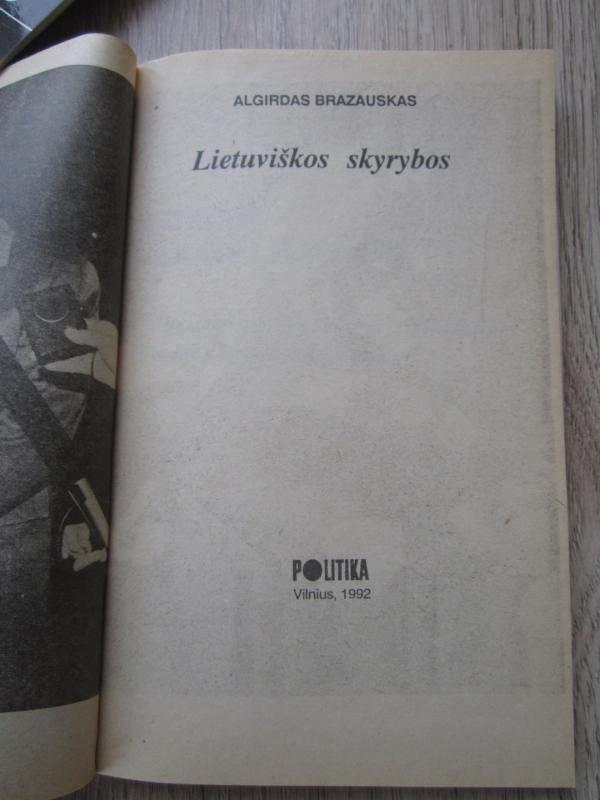 ALGIRDAS BRAZAUSKAS
Lietuviškos skyrybos
POLITIKA
Vilnius, 1992